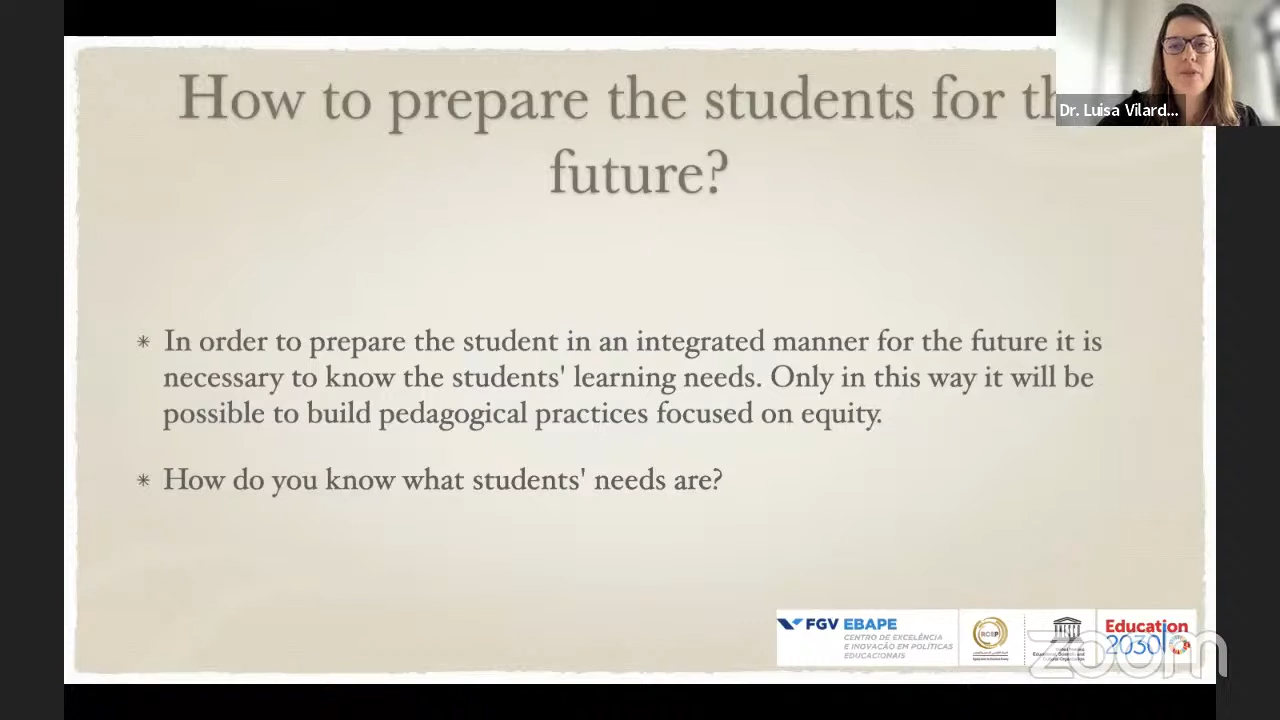 How to prepare the students for th
future?
Dr. Luisa Vilard...
* In order to prepare the student in an integrated manner for the future it is
necessary to know the students' learning needs. Only in this way it will be
possible to build pedagogical practices focused on equity.
* How do you know what students' needs are?
FGV EBAPE
CENTRO DE EXCELÊNCIA
E INOVAÇÃO EM POLÍTICAS
EDUCACIONAIS
RCEP
Education
2030
zoom